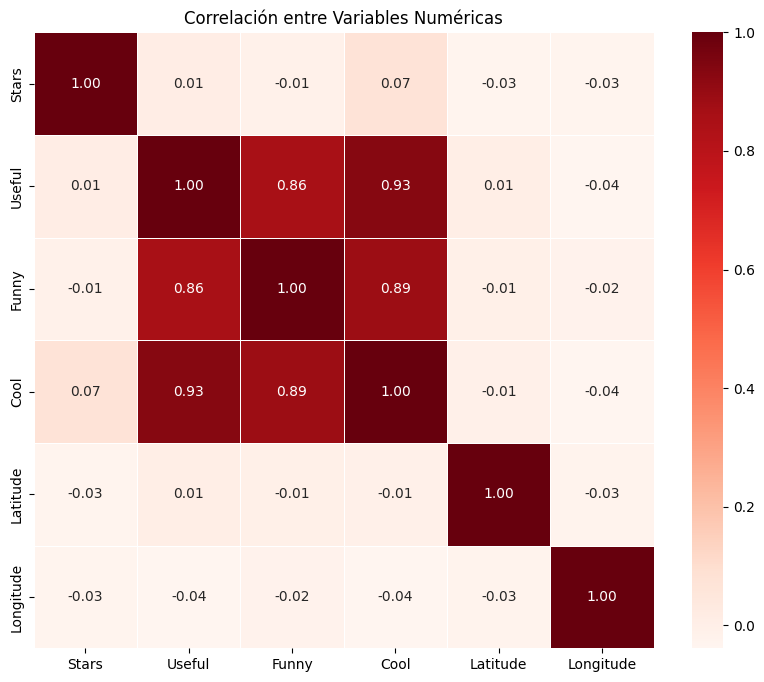 Correlación entre Variables Numéricas
Stars 1.00 0.01 -0.01 0.07 -0.03 -0.03
Useful 0.01 1.00 0.86 0.93 0.01 -0.04
Funny -0.01 0.86 1.00 0.89 -0.01 -0.02
Cool 0.07 0.93 0.89 1.00 -0.01 -0.04
Latitude -0.03 0.01 -0.01 -0.01 1.00 -0.03
Longitude -0.03 -0.04 -0.02 -0.04 -0.03 1.00
Stars Useful Funny Cool Latitude Longitude
1.0
0.8
0.6
0.4
0.2
0.0